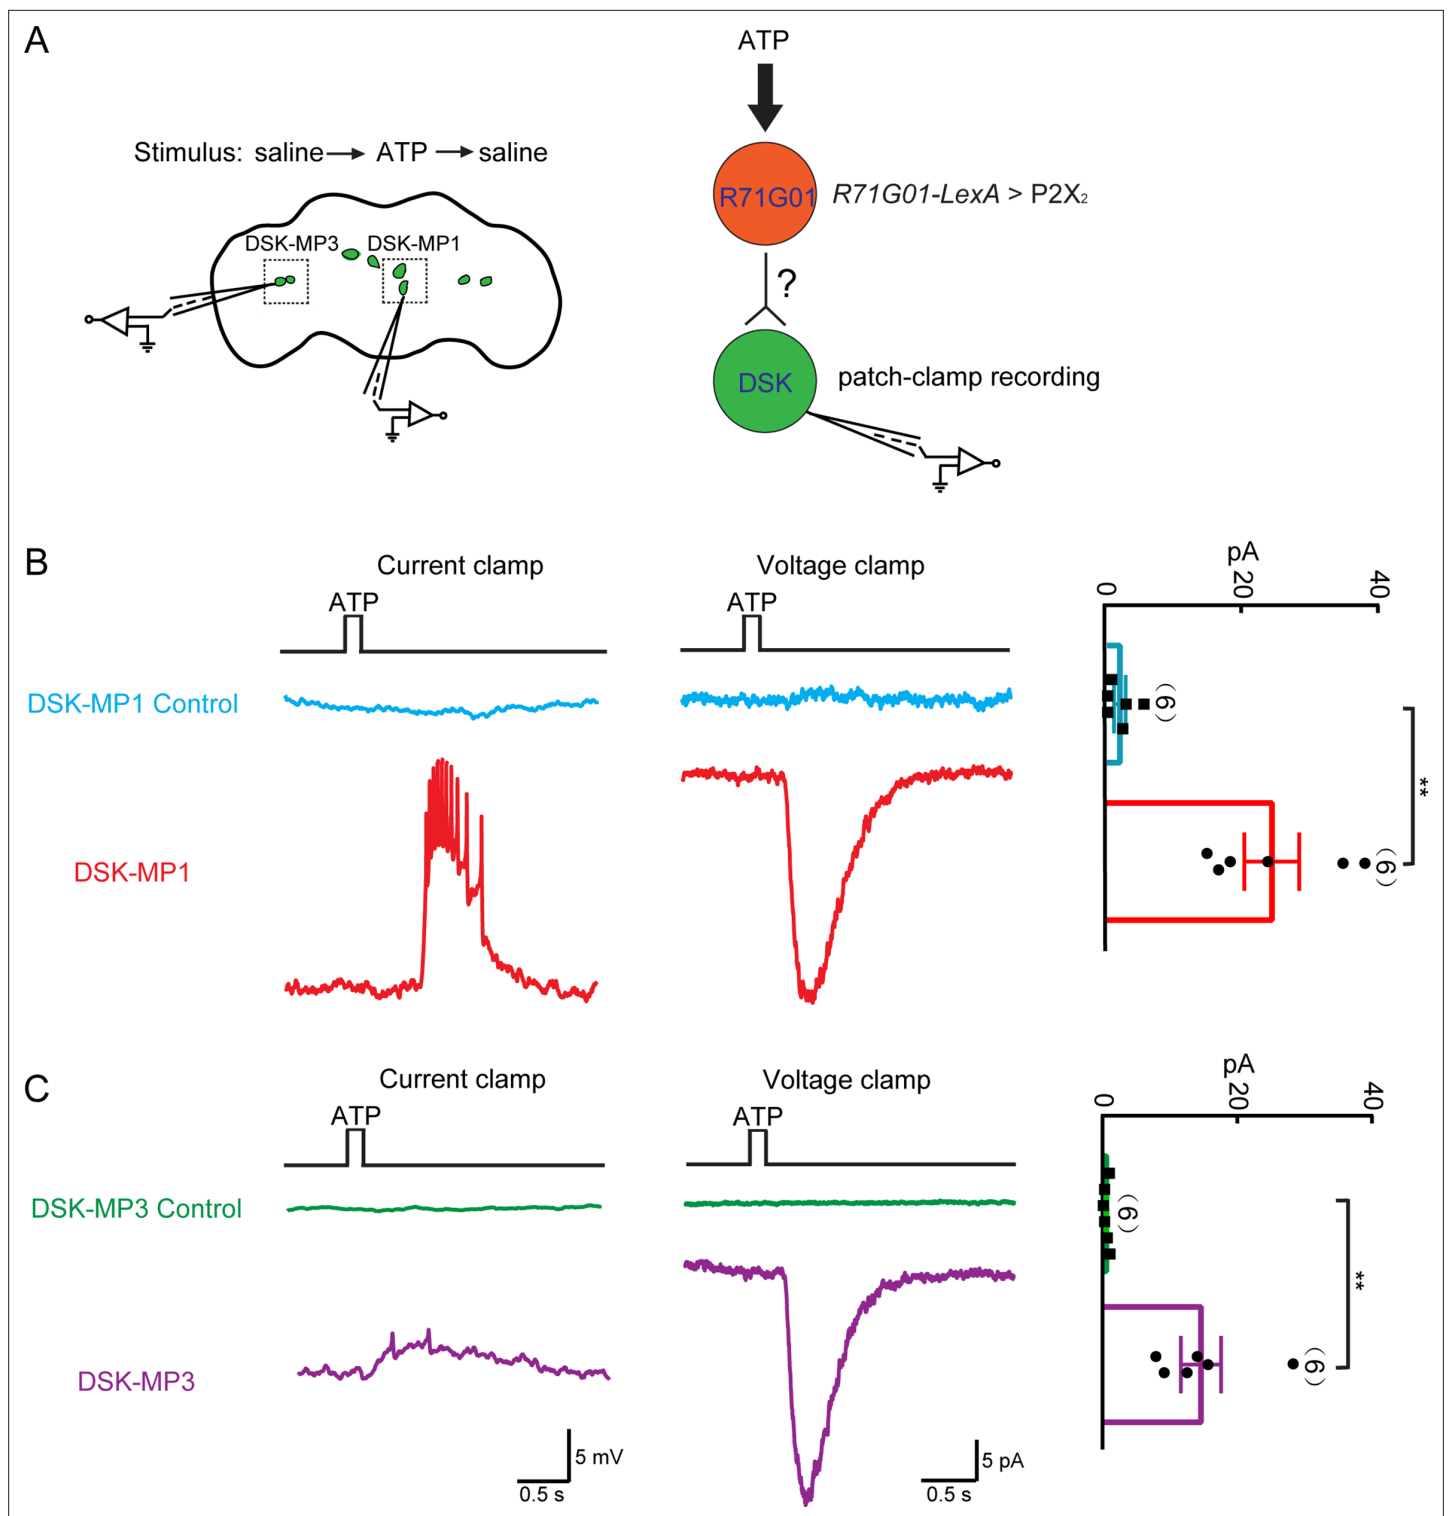 A
Stimulus: saline → ATP → saline
DSK-MP3
DSK-MP1
ATP
R71G01
R71G01-LexA > P2X₂
?
DSK
patch-clamp recording
B
Current clamp
ATP
Voltage clamp
ATP
DSK-MP1 Control
DSK-MP1
pA
0
20
40
(6)
(6)
**
C
Current clamp
ATP
Voltage clamp
ATP
DSK-MP3 Control
DSK-MP3
5 mV
0.5 s
5 pA
0.5 s
pA
0
20
40
(6)
(6)
**